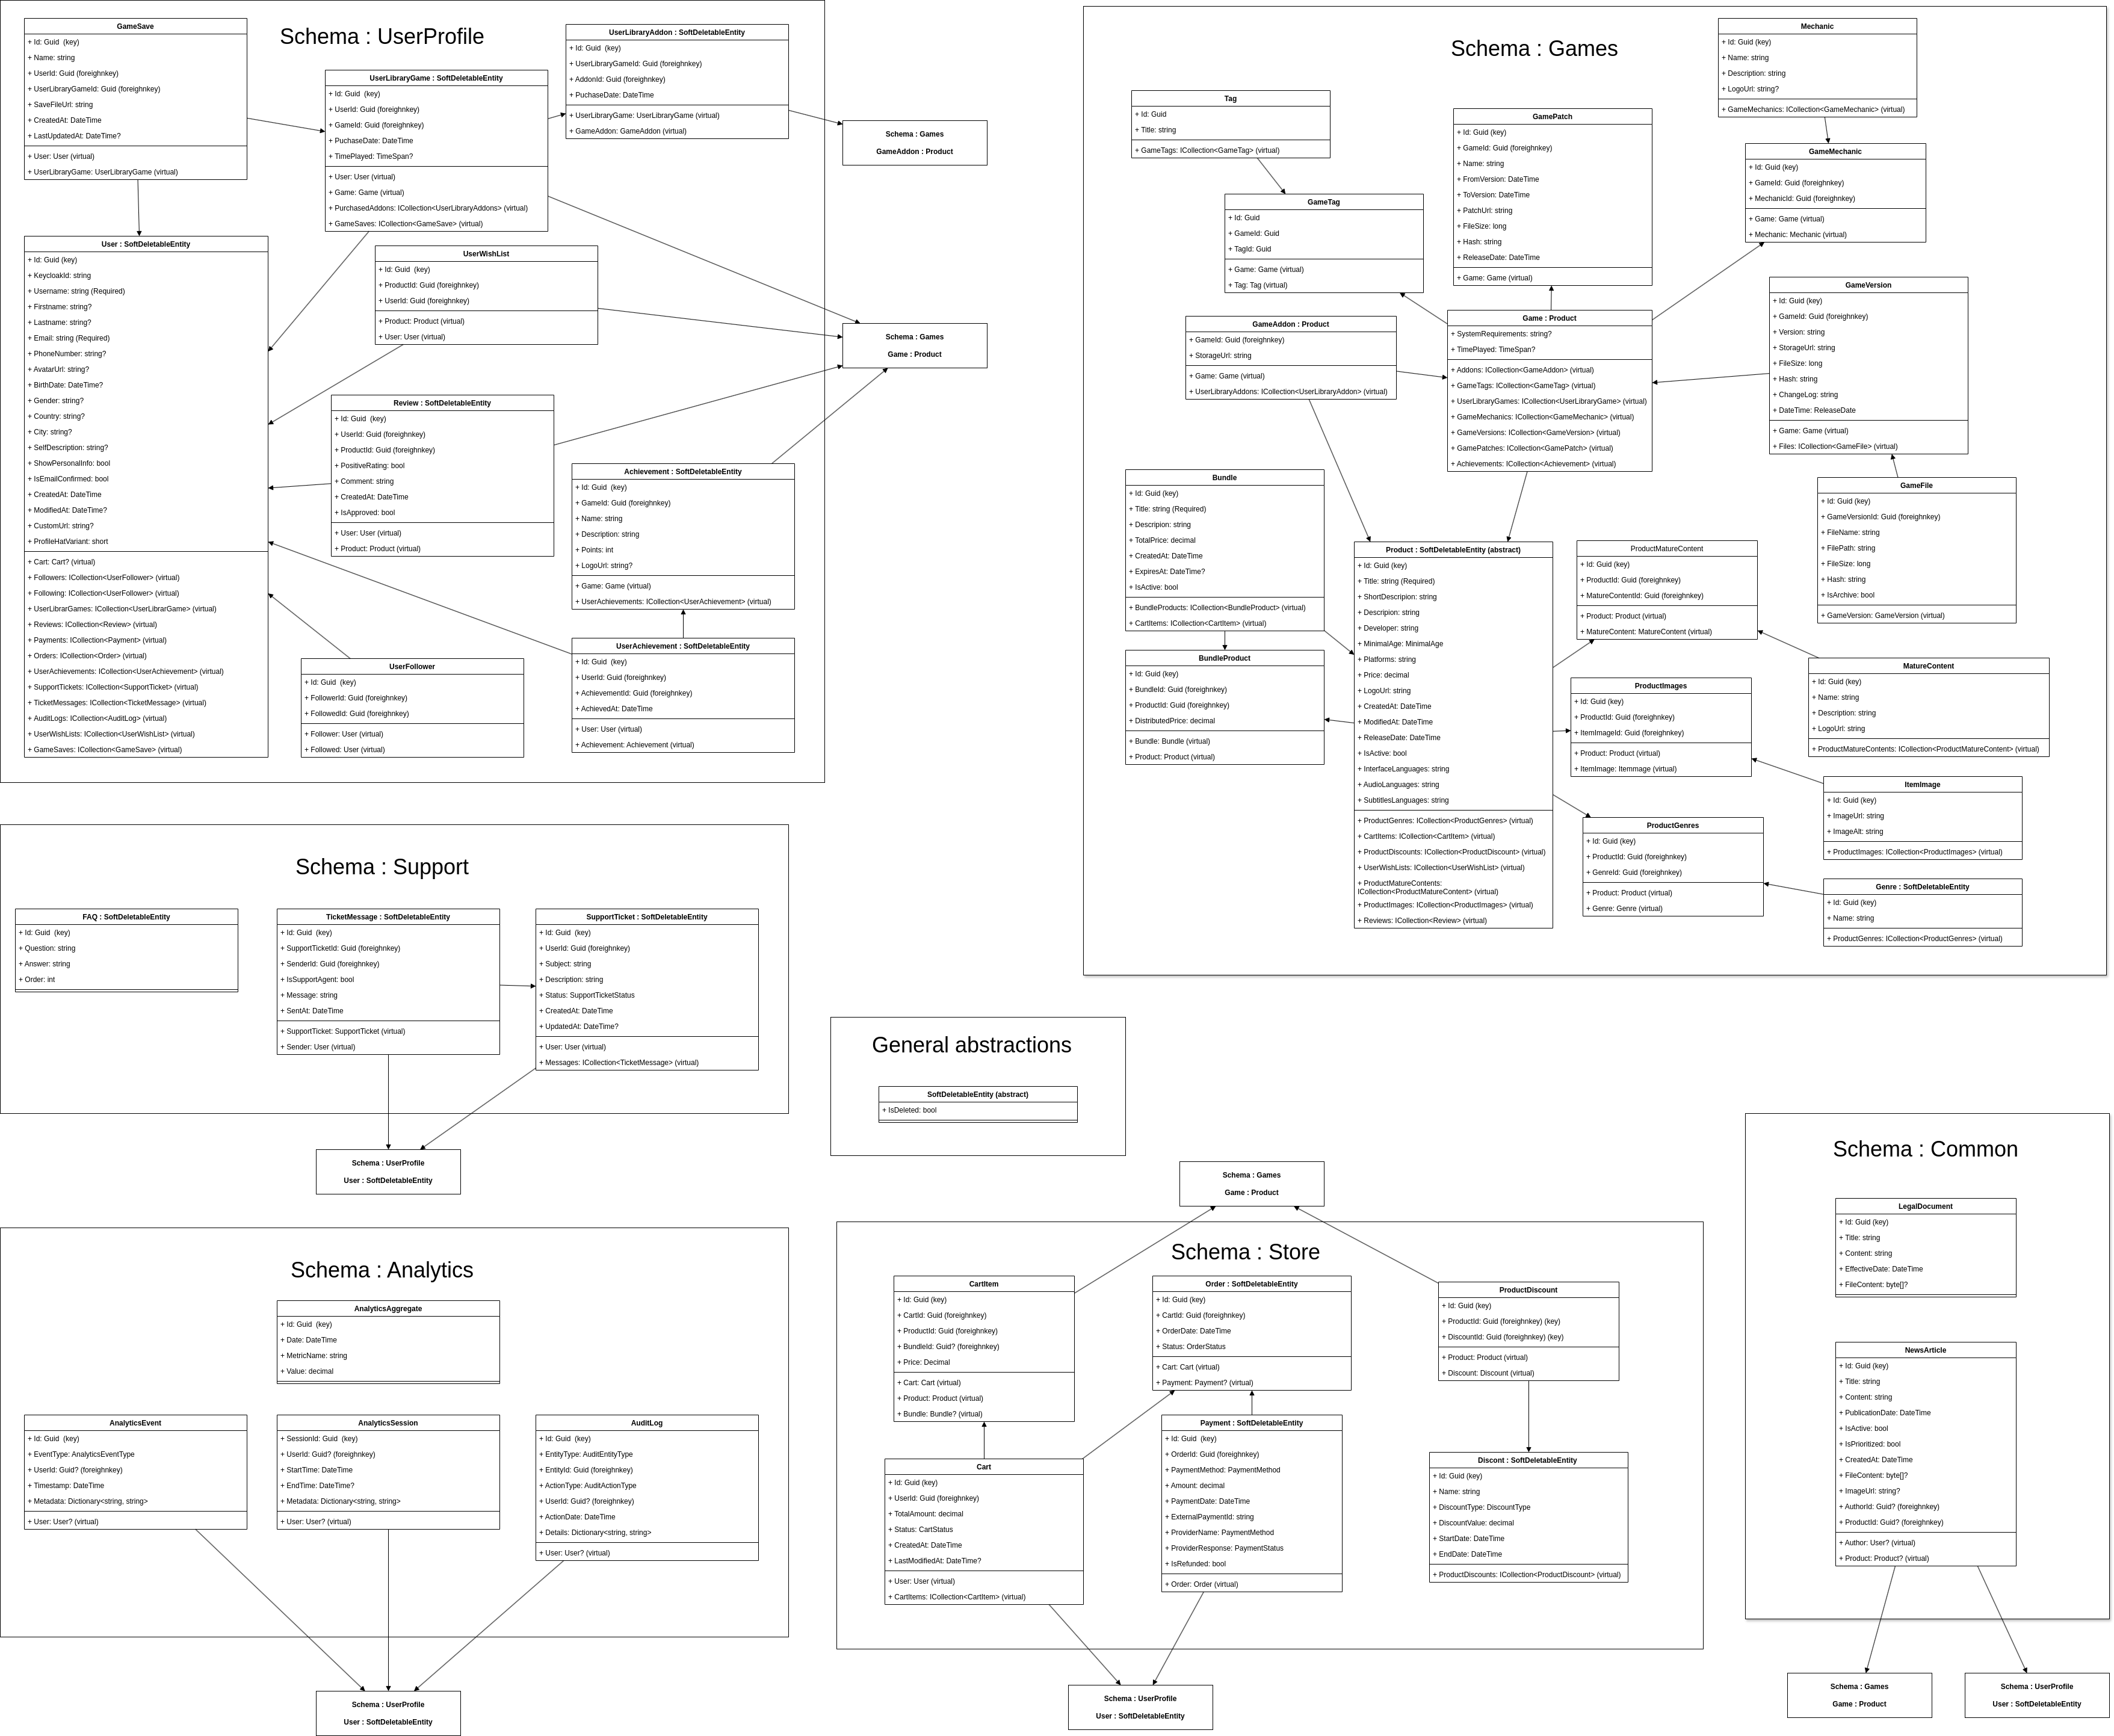 Schema : UserProfile
GameSave
+ Id: Guid  (key)
+ Name: string
+ UserId: Guid (foreighnkey)
+ UserLibraryGameId: Guid (foreighnkey)
+ SaveFileUrl: string
+ CreatedAt: DateTime
+ LastUpdatedAt: DateTime?
+ User: User (virtual)
+ UserLibraryGame: UserLibraryGame (virtual)
UserLibraryGame : SoftDeletableEntity
+ Id: Guid  (key)
+ UserId: Guid (foreighnkey)
+ GameId: Guid (foreighnkey)
+ PuchaseDate: DateTime
+ TimePlayed: TimeSpan?
+ User: User (virtual)
+ Game: Game (virtual)
+ PurchasedAddons: ICollection<UserLibraryAddons> (virtual)
+ GameSaves: ICollection<GameSave> (virtual)
UserLibraryAddon : SoftDeletableEntity
+ Id: Guid  (key)
+ UserLibraryGameId: Guid (foreighnkey)
+ AddonId: Guid (foreighnkey)
+ PuchaseDate: DateTime
+ UserLibraryGame: UserLibraryGame (virtual)
+ GameAddon: GameAddon (virtual)
Schema : Games
GameAddon : Product
User : SoftDeletableEntity
+ Id: Guid (key)
+ KeycloakId: string
+ Username: string (Required)
+ Firstname: string?
+ Lastname: string?
+ Email: string (Required)
+ PhoneNumber: string?
+ AvatarUrl: string?
+ BirthDate: DateTime?
+ Gender: string?
+ Country: string?
+ City: string?
+ SelfDescription: string?
+ ShowPersonalInfo: bool
+ IsEmailConfirmed: bool
+ CreatedAt: DateTime
+ ModifiedAt: DateTime?
+ CustomUrl: string?
+ ProfileHatVariant: short
+ Cart: Cart? (virtual)
+ Followers: ICollection<UserFollower> (virtual)
+ Following: ICollection<UserFollower> (virtual)
+ UserLibrarGames: ICollection<UserLibrarGame> (virtual)
+ Reviews: ICollection<Review> (virtual)
+ Payments: ICollection<Payment> (virtual)
+ Orders: ICollection<Order> (virtual)
+ UserAchievements: ICollection<UserAchievement> (virtual)
+ SupportTickets: ICollection<SupportTicket> (virtual)
+ TicketMessages: ICollection<TicketMessage> (virtual)
+ AuditLogs: ICollection<AuditLog> (virtual)
+ UserWishLists: ICollection<UserWishList> (virtual)
+ GameSaves: ICollection<GameSave> (virtual)
UserWishList
+ Id: Guid  (key)
+ ProductId: Guid (foreighnkey)
+ UserId: Guid (foreighnkey)
+ Product: Product (virtual)
+ User: User (virtual)
Schema : Games
Game : Product
Review : SoftDeletableEntity
+ Id: Guid  (key)
+ UserId: Guid (foreighnkey)
+ ProductId: Guid (foreighnkey)
+ PositiveRating: bool
+ Comment: string
+ CreatedAt: DateTime
+ IsApproved: bool
+ User: User (virtual)
+ Product: Product (virtual)
Achievement : SoftDeletableEntity
+ Id: Guid  (key)
+ GameId: Guid (foreighnkey)
+ Name: string
+ Description: string
+ Points: int
+ LogoUrl: string?
+ Game: Game (virtual)
+ UserAchievements: ICollection<UserAchievement> (virtual)
UserAchievement : SoftDeletableEntity
+ Id: Guid  (key)
+ UserId: Guid (foreighnkey)
+ AchievementId: Guid (foreighnkey)
+ AchievedAt: DateTime
+ User: User (virtual)
+ Achievement: Achievement (virtual)
UserFollower
+ Id: Guid  (key)
+ FollowerId: Guid (foreighnkey)
+ FollowedId: Guid (foreighnkey)
+ Follower: User (virtual)
+ Followed: User (virtual)
Schema : Games
Mechanic
+ Id: Guid (key)
+ Name: string
+ Description: string
+ LogoUrl: string?
+ GameMechanics: ICollection<GameMechanic> (virtual)
Tag
+ Id: Guid
+ Title: string
+ GameTags: ICollection<GameTag> (virtual)
GamePatch
+ Id: Guid (key)
+ GameId: Guid (foreighnkey)
+ Name: string
+ FromVersion: DateTime
+ ToVersion: DateTime
+ PatchUrl: string
+ FileSize: long
+ Hash: string
+ ReleaseDate: DateTime
+ Game: Game (virtual)
GameMechanic
+ Id: Guid (key)
+ GameId: Guid (foreighnkey)
+ MechanicId: Guid (foreighnkey)
+ Game: Game (virtual)
+ Mechanic: Mechanic (virtual)
GameTag
+ Id: Guid
+ GameId: Guid
+ TagId: Guid
+ Game: Game (virtual)
+ Tag: Tag (virtual)
GameVersion
+ Id: Guid (key)
+ GameId: Guid (foreighnkey)
+ Version: string
+ StorageUrl: string
+ FileSize: long
+ Hash: string
+ ChangeLog: string
+ DateTime: ReleaseDate
+ Game: Game (virtual)
+ Files: ICollection<GameFile> (virtual)
GameAddon : Product
+ GameId: Guid (foreighnkey)
+ StorageUrl: string
+ Game: Game (virtual)
+ UserLibraryAddons: ICollection<UserLibraryAddon> (virtual)
Game : Product
+ SystemRequirements: string?
+ TimePlayed: TimeSpan?
+ Addons: ICollection<GameAddon> (virtual)
+ GameTags: ICollection<GameTag> (virtual)
+ UserLibraryGames: ICollection<UserLibraryGame> (virtual)
+ GameMechanics: ICollection<GameMechanic> (virtual)
+ GameVersions: ICollection<GameVersion> (virtual)
+ GamePatches: ICollection<GamePatch> (virtual)
+ Achievements: ICollection<Achievement> (virtual)
Bundle
+ Id: Guid (key)
+ Title: string (Required)
+ Descripion: string
+ TotalPrice: decimal
+ CreatedAt: DateTime
+ ExpiresAt: DateTime?
+ IsActive: bool
+ BundleProducts: ICollection<BundleProduct> (virtual)
+ CartItems: ICollection<CartItem> (virtual)
GameFile
+ Id: Guid (key)
+ GameVersionId: Guid (foreighnkey)
+ FileName: string
+ FilePath: string
+ FileSize: long
+ Hash: string
+ IsArchive: bool
+ GameVersion: GameVersion (virtual)
Product : SoftDeletableEntity (abstract)
+ Id: Guid (key)
+ Title: string (Required)
+ ShortDescripion: string
+ Descripion: string
+ Developer: string
+ MinimalAge: MinimalAge
+ Platforms: string
+ Price: decimal
+ LogoUrl: string
+ CreatedAt: DateTime
+ ModifiedAt: DateTime
+ ReleaseDate: DateTime
+ IsActive: bool
+ InterfaceLanguages: string
+ AudioLanguages: string
+ SubtitlesLanguages: string
+ ProductGenres: ICollection<ProductGenres> (virtual)
+ CartItems: ICollection<CartItem> (virtual)
+ ProductDiscounts: ICollection<ProductDiscount> (virtual)
+ UserWishLists: ICollection<UserWishList> (virtual)
+ ProductMatureContents:
ICollection<ProductMatureContent> (virtual)
+ ProductImages: ICollection<ProductImages> (virtual)
+ Reviews: ICollection<Review> (virtual)
ProductMatureContent
+ Id: Guid (key)
+ ProductId: Guid (foreighnkey)
+ MatureContentId: Guid (foreighnkey)
+ Product: Product (virtual)
+ MatureContent: MatureContent (virtual)
BundleProduct
+ Id: Guid (key)
+ BundleId: Guid (foreighnkey)
+ ProductId: Guid (foreighnkey)
+ DistributedPrice: decimal
+ Bundle: Bundle (virtual)
+ Product: Product (virtual)
MatureContent
+ Id: Guid (key)
+ Name: string
+ Description: string
+ LogoUrl: string
+ ProductMatureContents: ICollection<ProductMatureContent> (virtual)
ProductImages
+ Id: Guid (key)
+ ProductId: Guid (foreighnkey)
+ ItemImageId: Guid (foreighnkey)
+ Product: Product (virtual)
+ ItemImage: Itemmage (virtual)
ItemImage
+ Id: Guid (key)
+ ImageUrl: string
+ ImageAlt: string
+ ProductImages: ICollection<ProductImages> (virtual)
ProductGenres
+ Id: Guid (key)
+ ProductId: Guid (foreighnkey)
+ GenreId: Guid (foreighnkey)
+ Product: Product (virtual)
+ Genre: Genre (virtual)
Genre : SoftDeletableEntity
+ Id: Guid (key)
+ Name: string
+ ProductGenres: ICollection<ProductGenres> (virtual)
Schema : Support
FAQ : SoftDeletableEntity
+ Id: Guid  (key)
+ Question: string
+ Answer: string
+ Order: int
TicketMessage : SoftDeletableEntity
+ Id: Guid  (key)
+ SupportTicketId: Guid (foreighnkey)
+ SenderId: Guid (foreighnkey)
+ IsSupportAgent: bool
+ Message: string
+ SentAt: DateTime
+ SupportTicket: SupportTicket (virtual)
+ Sender: User (virtual)
SupportTicket : SoftDeletableEntity
+ Id: Guid  (key)
+ UserId: Guid (foreighnkey)
+ Subject: string
+ Description: string
+ Status: SupportTicketStatus
+ CreatedAt: DateTime
+ UpdatedAt: DateTime?
+ User: User (virtual)
+ Messages: ICollection<TicketMessage> (virtual)
Schema : UserProfile
User : SoftDeletableEntity
General abstractions
SoftDeletableEntity (abstract)
+ IsDeleted: bool
Schema : Analytics
AnalyticsAggregate
+ Id: Guid  (key)
+ Date: DateTime
+ MetricName: string
+ Value: decimal
AnalyticsEvent
+ Id: Guid  (key)
+ EventType: AnalyticsEventType
+ UserId: Guid? (foreighnkey)
+ Timestamp: DateTime
+ Metadata: Dictionary<string, string>
+ User: User? (virtual)
AnalyticsSession
+ SessionId: Guid  (key)
+ UserId: Guid? (foreighnkey)
+ StartTime: DateTime
+ EndTime: DateTime?
+ Metadata: Dictionary<string, string>
+ User: User? (virtual)
AuditLog
+ Id: Guid  (key)
+ EntityType: AuditEntityType
+ EntityId: Guid (foreighnkey)
+ ActionType: AuditActionType
+ UserId: Guid? (foreighnkey)
+ ActionDate: DateTime
+ Details: Dictionary<string, string>
+ User: User? (virtual)
Schema : UserProfile
User : SoftDeletableEntity
Schema : Games
Game : Product
Schema : Store
CartItem
+ Id: Guid (key)
+ CartId: Guid (foreighnkey)
+ ProductId: Guid (foreighnkey)
+ BundleId: Guid? (foreighnkey)
+ Price: Decimal
+ Cart: Cart (virtual)
+ Product: Product (virtual)
+ Bundle: Bundle? (virtual)
Order : SoftDeletableEntity
+ Id: Guid (key)
+ CartId: Guid (foreighnkey)
+ OrderDate: DateTime
+ Status: OrderStatus
+ Cart: Cart (virtual)
+ Payment: Payment? (virtual)
ProductDiscount
+ Id: Guid (key)
+ ProductId: Guid (foreighnkey) (key)
+ DiscountId: Guid (foreighnkey) (key)
+ Product: Product (virtual)
+ Discount: Discount (virtual)
Cart
+ Id: Guid (key)
+ UserId: Guid (foreighnkey)
+ TotalAmount: decimal
+ Status: CartStatus
+ CreatedAt: DateTime
+ LastModifiedAt: DateTime?
+ User: User (virtual)
+ CartItems: ICollection<CartItem> (virtual)
Payment : SoftDeletableEntity
+ Id: Guid  (key)
+ OrderId: Guid (foreighnkey)
+ PaymentMethod: PaymentMethod
+ Amount: decimal
+ PaymentDate: DateTime
+ ExternalPaymentId: string
+ ProviderName: PaymentMethod
+ ProviderResponse: PaymentStatus
+ IsRefunded: bool
+ Order: Order (virtual)
Discont : SoftDeletableEntity
+ Id: Guid (key)
+ Name: string
+ DiscountType: DiscountType
+ DiscountValue: decimal
+ StartDate: DateTime
+ EndDate: DateTime
+ ProductDiscounts: ICollection<ProductDiscount> (virtual)
Schema : UserProfile
User : SoftDeletableEntity
Schema : Common
LegalDocument
+ Id: Guid (key)
+ Title: string
+ Content: string
+ EffectiveDate: DateTime
+ FileContent: byte[]?
NewsArticle
+ Id: Guid (key)
+ Title: string
+ Content: string
+ PublicationDate: DateTime
+ IsActive: bool
+ IsPrioritized: bool
+ CreatedAt: DateTime
+ FileContent: byte[]?
+ ImageUrl: string?
+ AuthorId: Guid? (foreighnkey)
+ ProductId: Guid? (foreighnkey)
+ Author: User? (virtual)
+ Product: Product? (virtual)
Schema : Games
Game : Product
Schema : UserProfile
User : SoftDeletableEntity